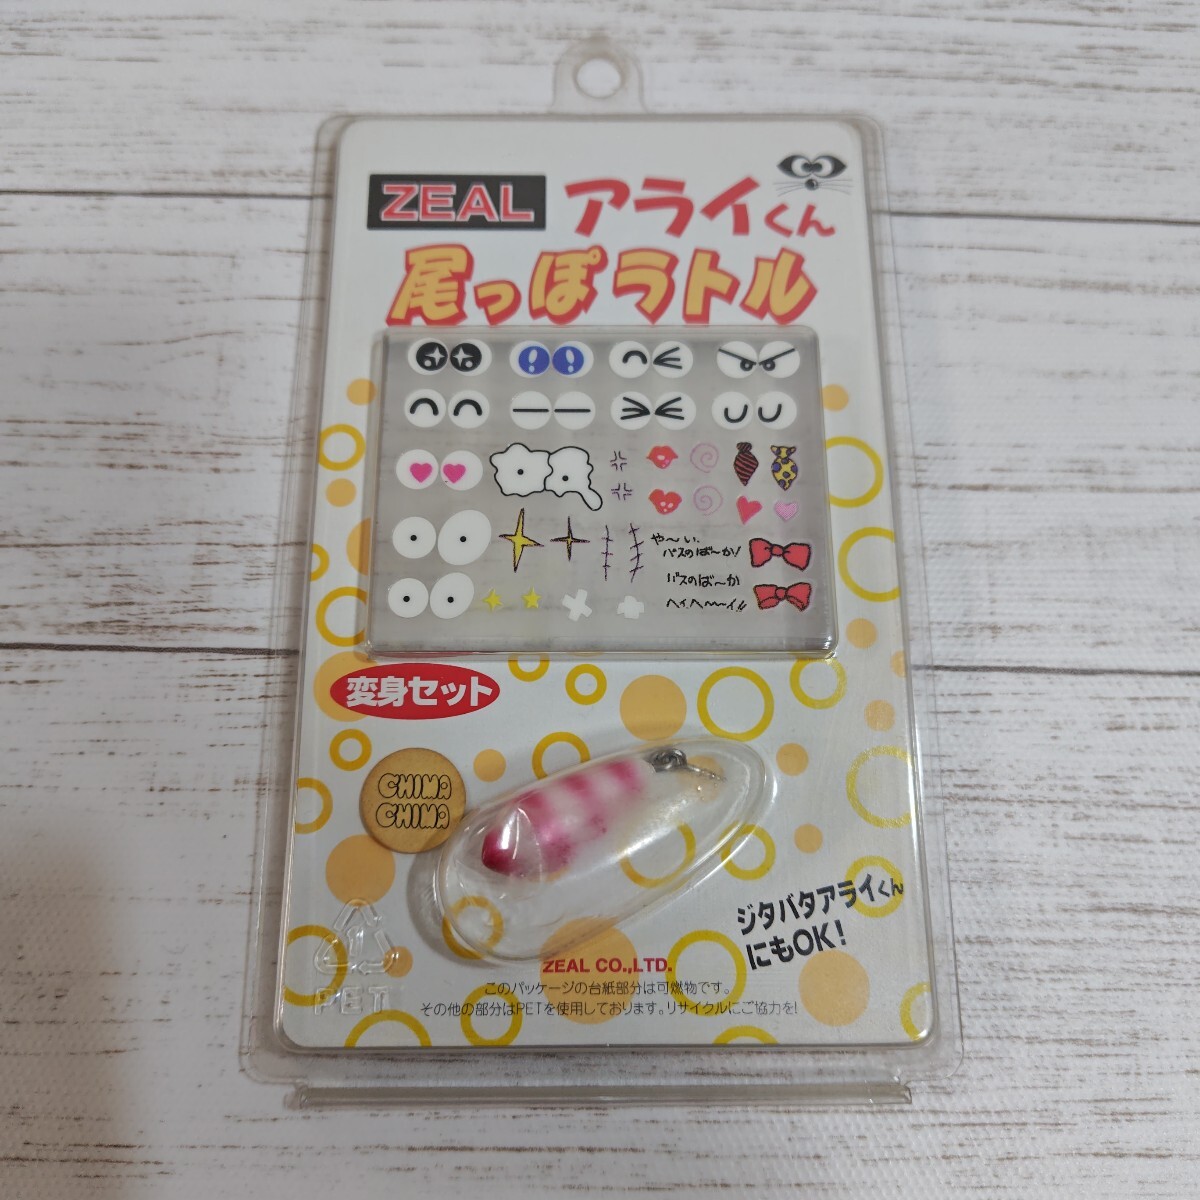 ZEAL アライくん
尾っぽラトル
や〜い、
バスのば〜か!
バスのば〜か
ヘイ、ヘ〜〜イ!!
変身セット
CHIMA
CHIMA
ジタバタアライくん
にもOK!
PET
ZEAL CO.,LTD.
このパッケージの台紙部分は可燃物です。
その他の部分はPETを使用しております。リサイクルにご協力を!